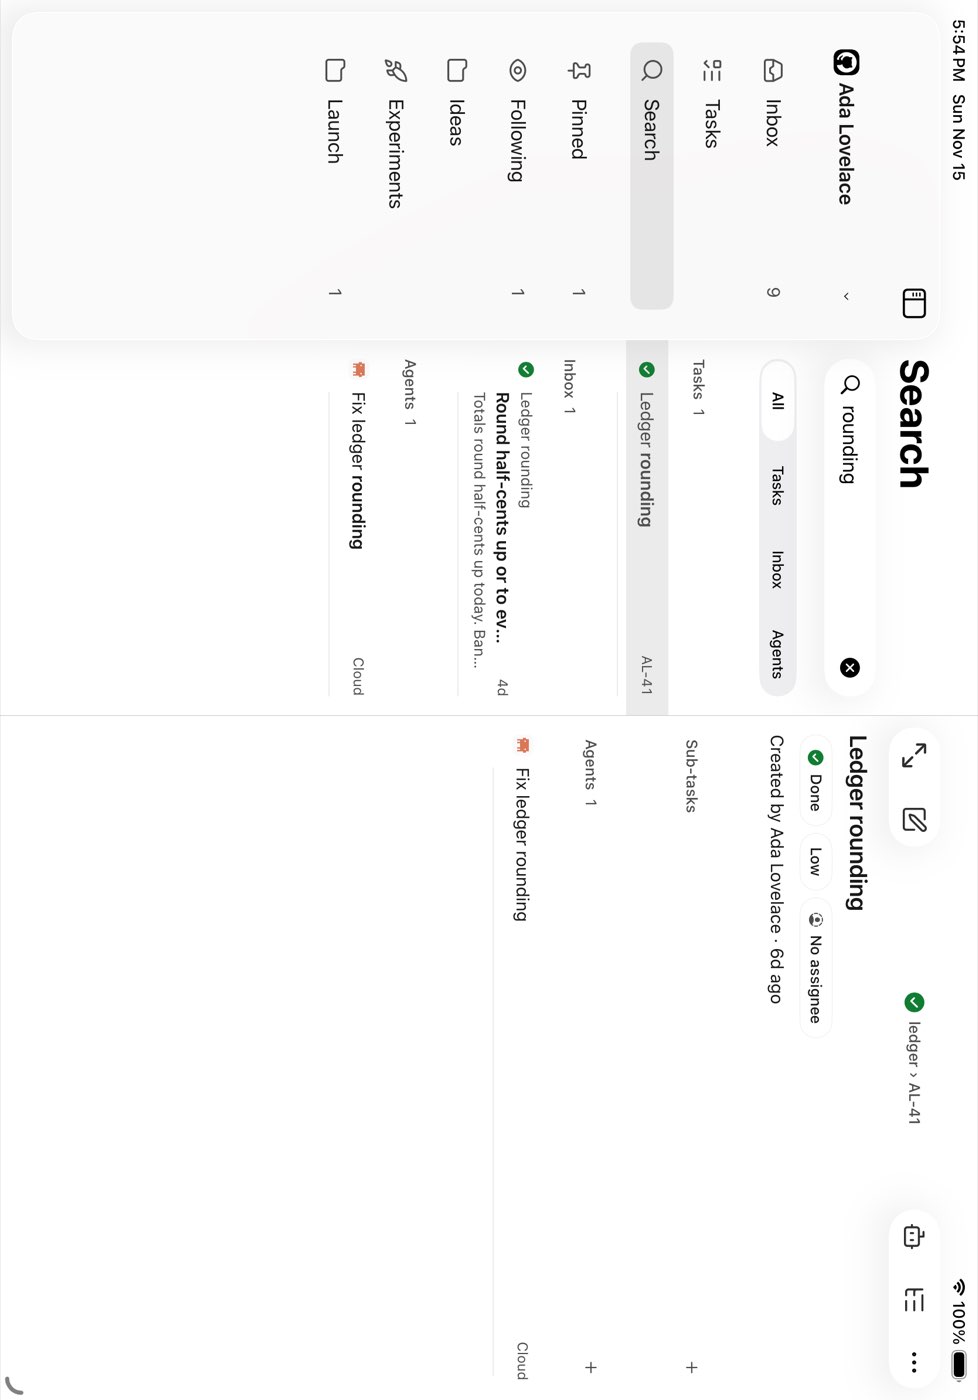 5:54 PM Sun Nov 15
100%
Ada Lovelace
Inbox 9
Tasks
Search
Pinned 1
Following 1
Ideas
Experiments
Launch 1
Search
rounding
All Tasks Inbox Agents
Tasks 1
Ledger rounding AL-41
Inbox 1
Ledger rounding
Round half-cents up or to ev... 4d
Totals round half-cents up today. Ban...
Agents 1
Fix ledger rounding Cloud
ledger › AL-41
Ledger rounding
Done Low No assignee
Created by Ada Lovelace · 6d ago
Sub-tasks
Agents 1
Fix ledger rounding Cloud